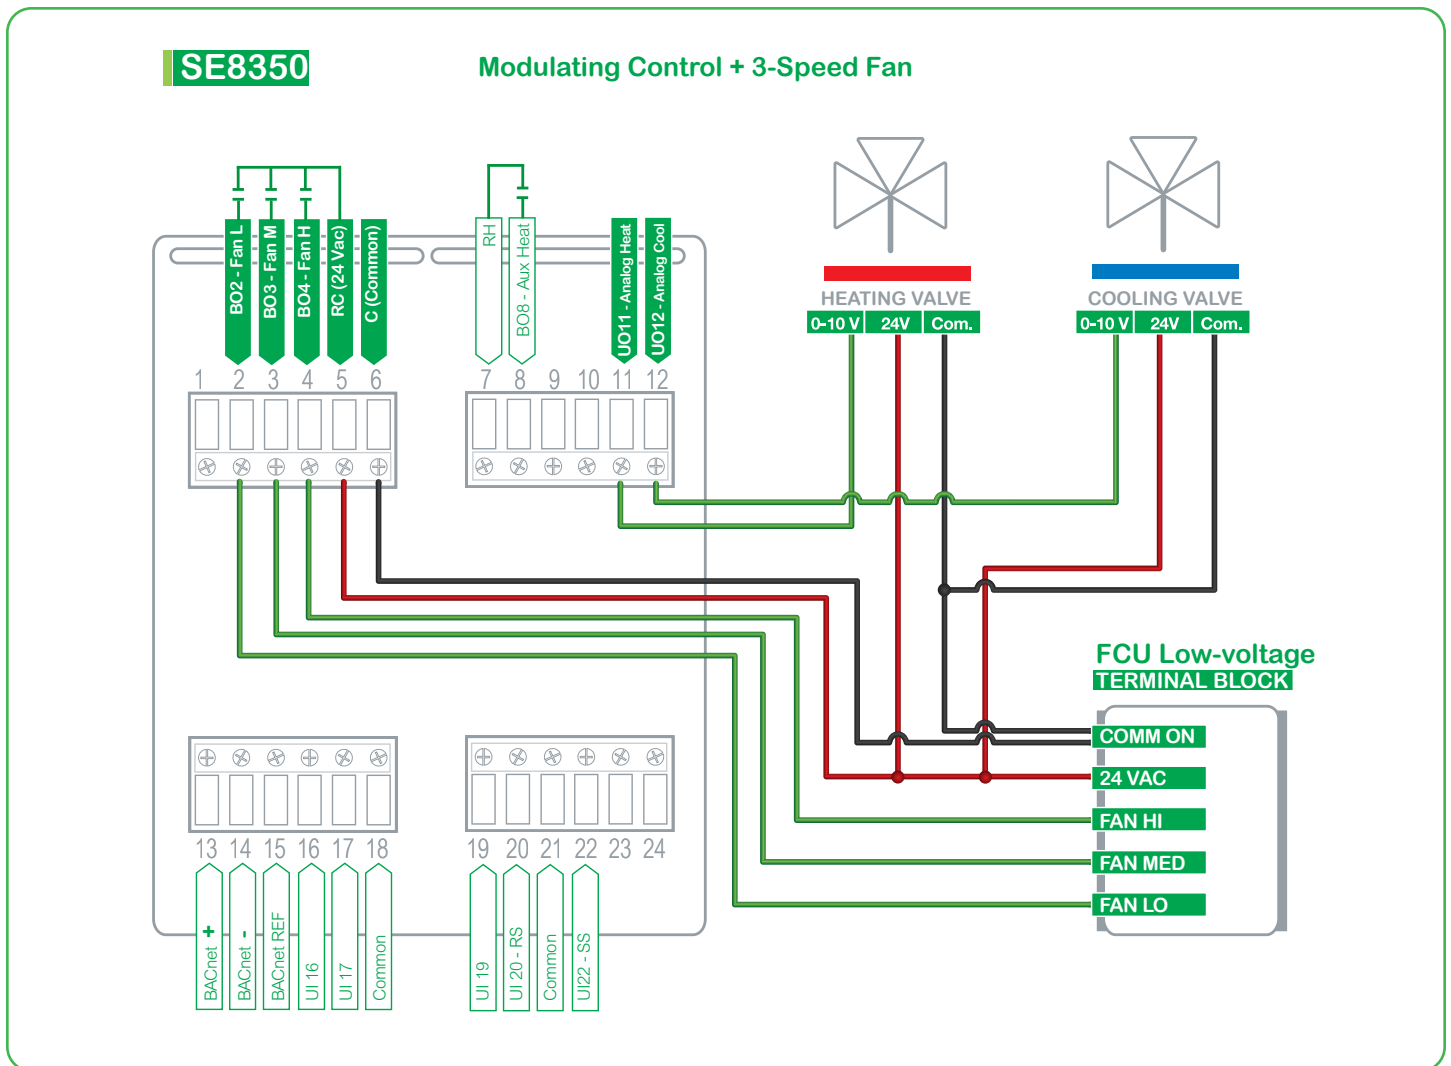 SE8350
Modulating Control + 3-Speed Fan
BO2 - Fan L
BO3 - Fan M
BO4 - Fan H
RC (24 Vac)
C (Common)
RH
BO8 - Aux Heat
UO11 - Analog Heat
UO12 - Analog Cool
1 2 3 4 5 6
7 8 9 10 11 12
HEATING VALVE
0-10 V 24V Com.
COOLING VALVE
0-10 V 24V Com.
FCU Low-voltage
TERMINAL BLOCK
COMM ON
24 VAC
FAN HI
FAN MED
FAN LO
13 14 15 16 17 18
19 20 21 22 23 24
BACnet +
BACnet -
BACnet REF
UI 16
UI 17
Common
UI 19
UI 20 - RS
Common
UI22 - SS